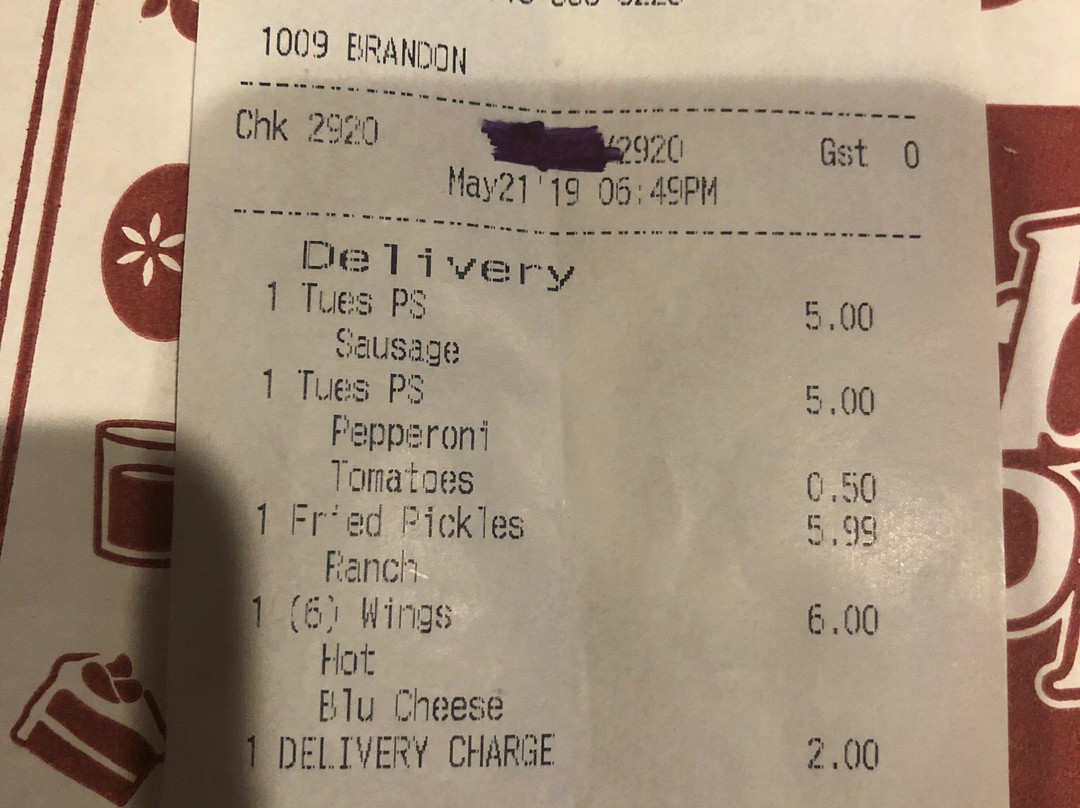 1009 BRANDON
Chk 2920 /2920 Gst 0
May21'19 06:49PM
Delivery
1 Tues PS 5.00
Sausage
1 Tues PS 5.00
Pepperoni
Tomatoes 0.50
1 Fried Pickles 5.99
Ranch
1 (6) Wings 6.00
Hot
Blu Cheese
1 DELIVERY CHARGE 2.00